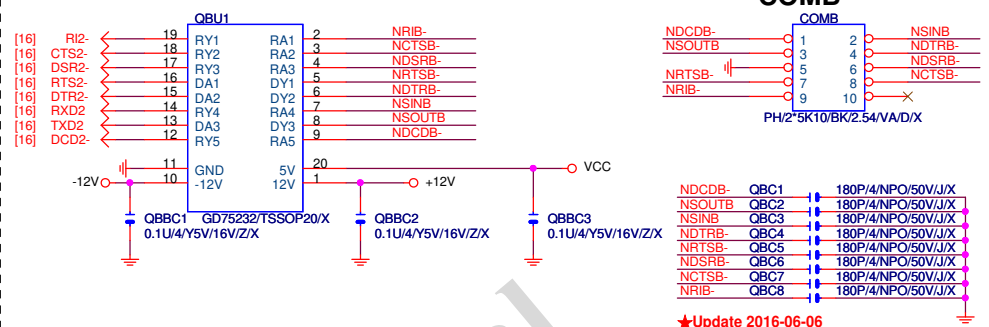 QBU1
[16] RI2- 19 RY1 RA1 2 NRIB-
[16] CTS2- 18 RY2 RA2 3 NCTSB-
[16] DSR2- 17 RY3 RA3 4 NDSRB-
[16] RTS2- 16 DA1 DY1 5 NRTSB-
[16] DTR2- 15 DA2 DY2 6 NDTRB-
[16] RXD2 14 RY4 RA4 7 NSINB
[16] TXD2 13 DA3 DY3 8 NSOUTB
[16] DCD2- 12 RY5 RA5 9 NDCDB-
11 GND 5V 20 VCC
-12V 10 -12V 12V 1 +12V
GD75232/TSSOP20/X
QBBC1
0.1U/4/Y5V/16V/Z/X
QBBC2
0.1U/4/Y5V/16V/Z/X
QBBC3
0.1U/4/Y5V/16V/Z/X
COMB
COMB
NDCDB- 1 2 NSINB
NSOUTB 3 4 NDTRB-
5 6 NDSRB-
NRTSB- 7 8 NCTSB-
NRIB- 9 10
PH/2*5K10/BK/2.54/VA/D/X
NDCDB- QBC1 180P/4/NPO/50V/J/X
NSOUTB QBC2 180P/4/NPO/50V/J/X
NSINB QBC3 180P/4/NPO/50V/J/X
NDTRB- QBC4 180P/4/NPO/50V/J/X
NRTSB- QBC5 180P/4/NPO/50V/J/X
NDSRB- QBC6 180P/4/NPO/50V/J/X
NCTSB- QBC7 180P/4/NPO/50V/J/X
NRIB- QBC8 180P/4/NPO/50V/J/X
★Update 2016-06-06